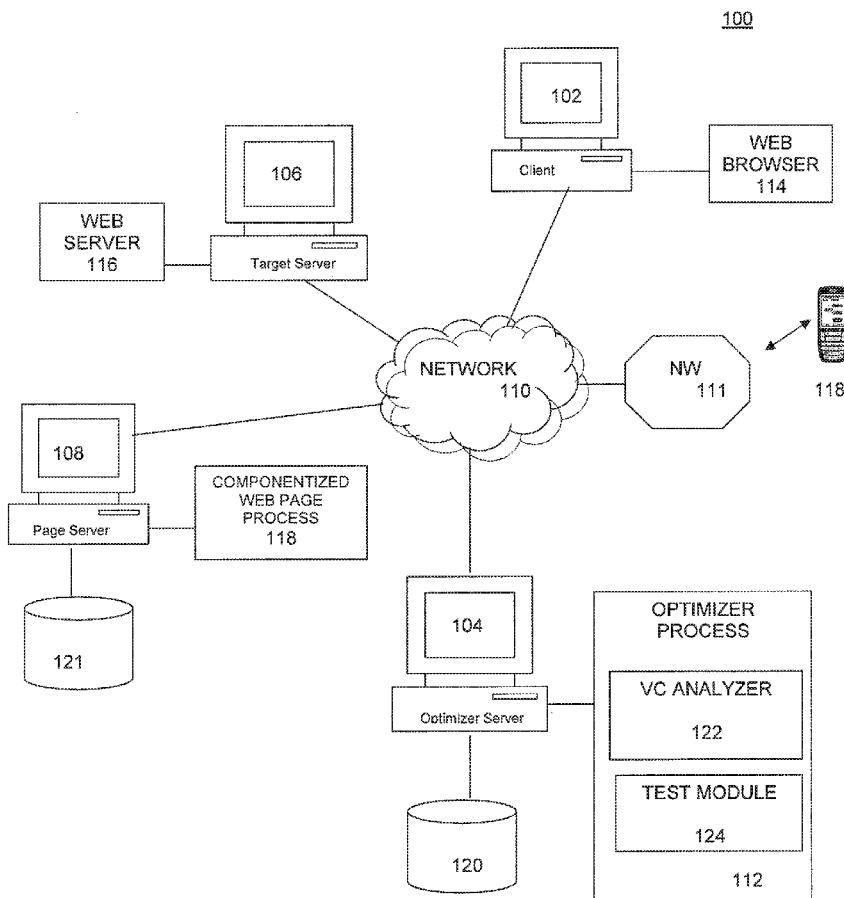 100
102
Client
WEB
BROWSER
114
106
Target Server
WEB
SERVER
116
NETWORK
110
NW
111
118
108
Page Server
COMPONENTIZED
WEB PAGE
PROCESS
118
121
104
Optimizer Server
120
OPTIMIZER
PROCESS
VC ANALYZER
122
TEST MODULE
124
112